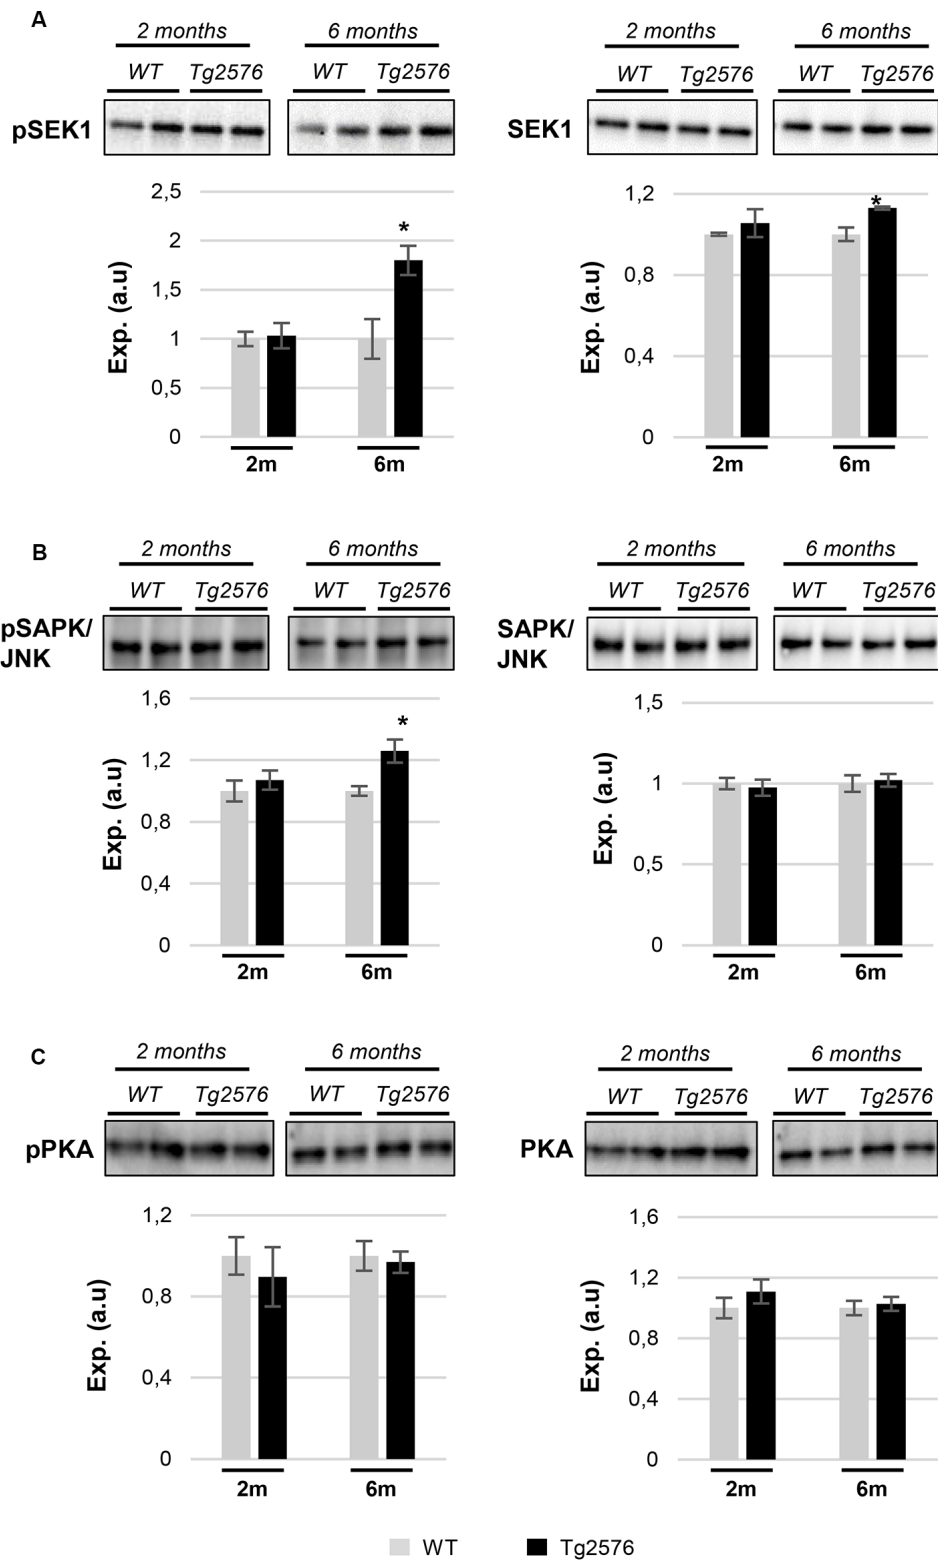 A
2 months 6 months
WT Tg2576 WT Tg2576
pSEK1
2,5
2
1,5
1
0,5
0
Exp. (a.u)
*
2m 6m
2 months 6 months
WT Tg2576 WT Tg2576
SEK1
1,2
0,8
0,4
0
Exp. (a.u)
*
2m 6m
B
2 months 6 months
WT Tg2576 WT Tg2576
pSAPK/
JNK
1,6
1,2
0,8
0,4
0
Exp. (a.u)
*
2m 6m
2 months 6 months
WT Tg2576 WT Tg2576
SAPK/
JNK
1,5
1
0,5
0
Exp. (a.u)
2m 6m
C
2 months 6 months
WT Tg2576 WT Tg2576
pPKA
1,2
0,8
0,4
0
Exp. (a.u)
2m 6m
2 months 6 months
WT Tg2576 WT Tg2576
PKA
1,6
1,2
0,8
0,4
0
Exp. (a.u)
2m 6m
WT Tg2576